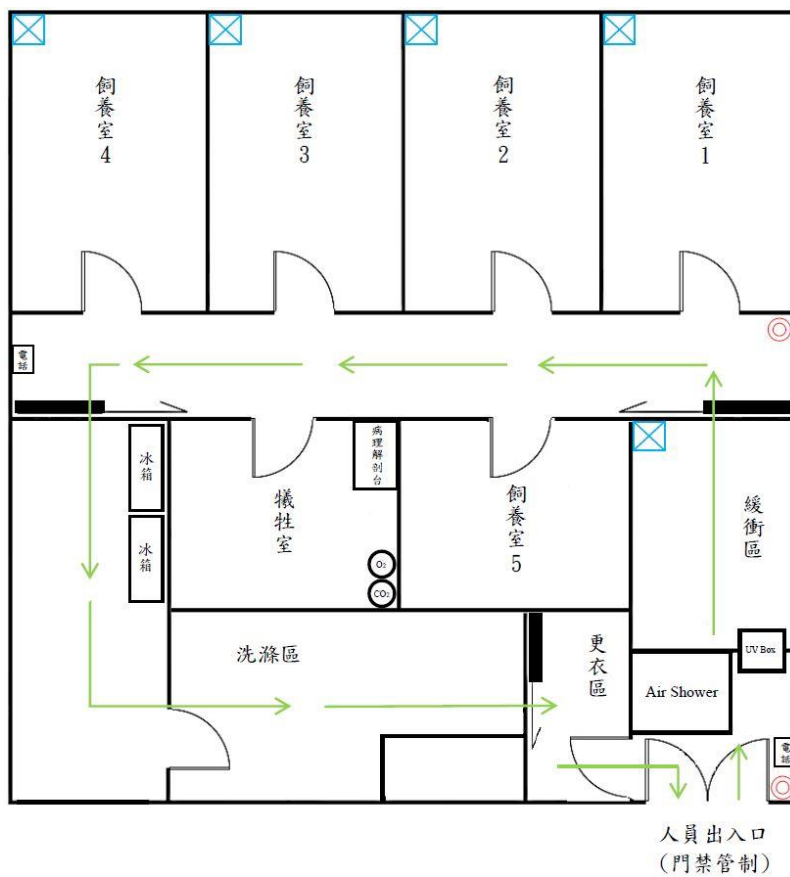 飼養室4
飼養室3
飼養室2
飼養室1
電話
冰箱
冰箱
犧牲室
病理解剖台
O2
CO2
飼養室5
緩衝區
洗滌區
更衣區
UV Box
Air Shower
電話
人員出入口
(門禁管制)